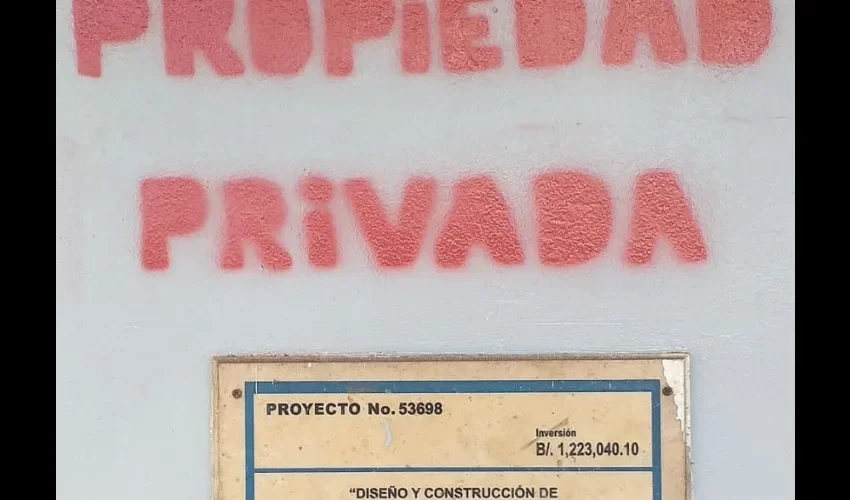 PROPiEDAD
PRiVADA
PROYECTO No. 53698
Inversión
B/. 1,223,040.10
“DISEÑO Y CONSTRUCCIÓN DE